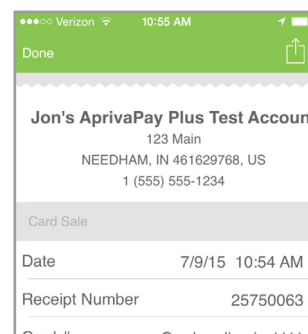 Verizon 10:55 AM
Done
Jon's AprivaPay Plus Test Accoun
123 Main
NEEDHAM, IN 461629768, US
1 (555) 555-1234
Card Sale
Date 7/9/15 10:54 AM
Receipt Number 25750063